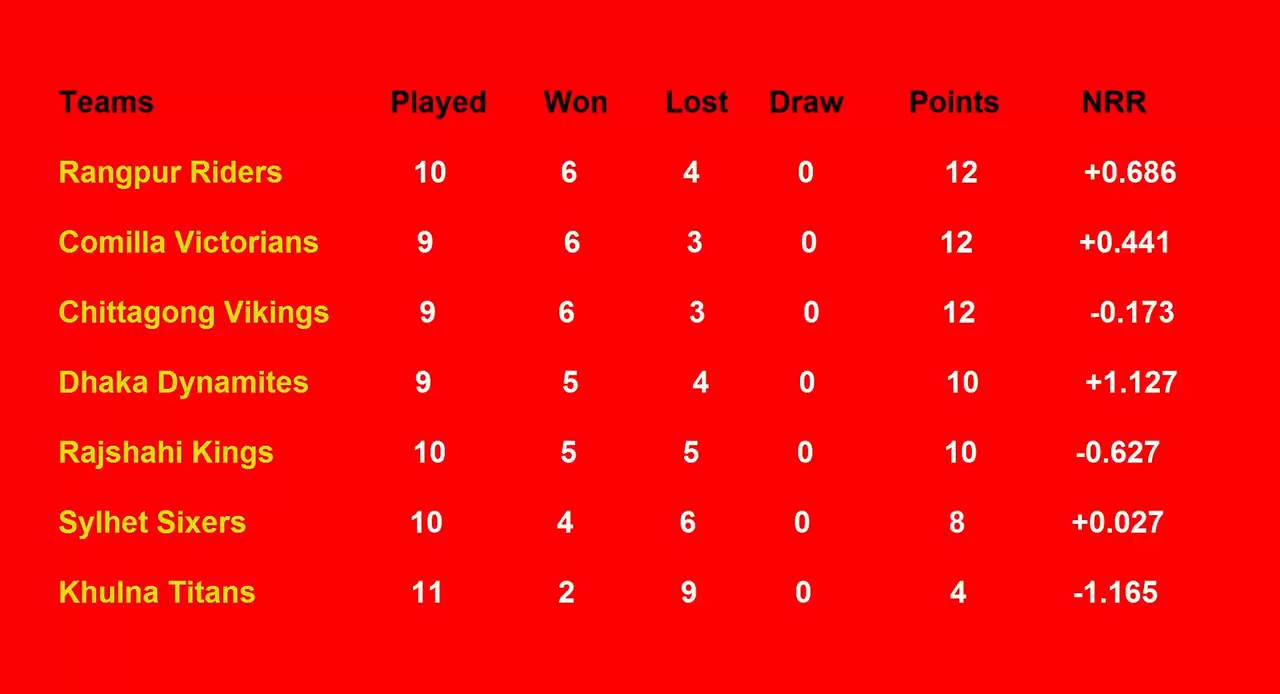 Teams Played Won Lost Draw Points NRR
Rangpur Riders 10 6 4 0 12 +0.686
Comilla Victorians 9 6 3 0 12 +0.441
Chittagong Vikings 9 6 3 0 12 -0.173
Dhaka Dynamites 9 5 4 0 10 +1.127
Rajshahi Kings 10 5 5 0 10 -0.627
Sylhet Sixers 10 4 6 0 8 +0.027
Khulna Titans 11 2 9 0 4 -1.165